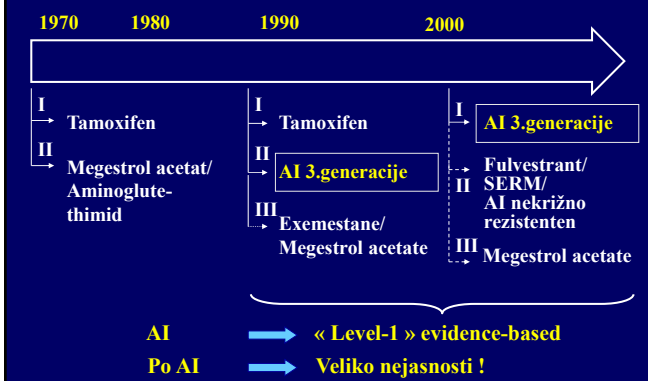 1970 1980 1990 2000
I
Tamoxifen
II
Megestrol acetat/
Aminoglute-
thimid
I
Tamoxifen
II
AI 3.generacije
III
Exemestane/
Megestrol acetate
I
AI 3.generacije
Fulvestrant/
II SERM/
AI nekrižno
rezistenten
III
Megestrol acetate
AI « Level-1 » evidence-based
Po AI Veliko nejasnosti !